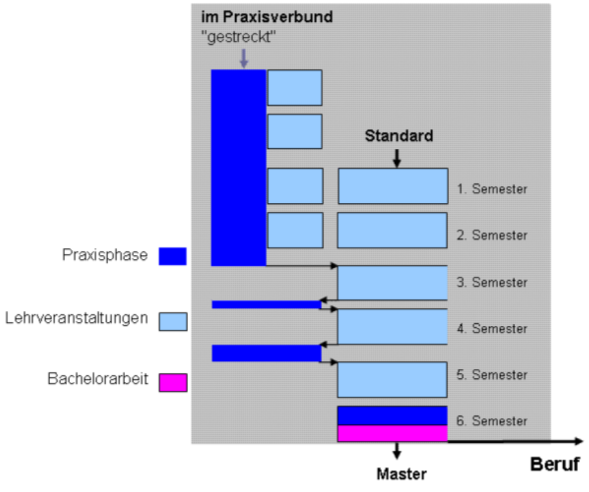 im Praxisverbund
"gestreckt"
Standard
1. Semester
2. Semester
Praxisphase
3. Semester
Lehrveranstaltungen
4. Semester
Bachelorarbeit
5. Semester
6. Semester
Beruf
Master